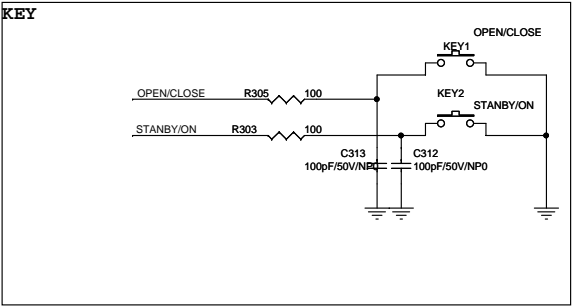 KEY
OPEN/CLOSE
KEY1
OPEN/CLOSE R305 100
KEY2
STANBY/ON
STANBY/ON R303 100
C313 C312
100pF/50V/NP0 100pF/50V/NP0